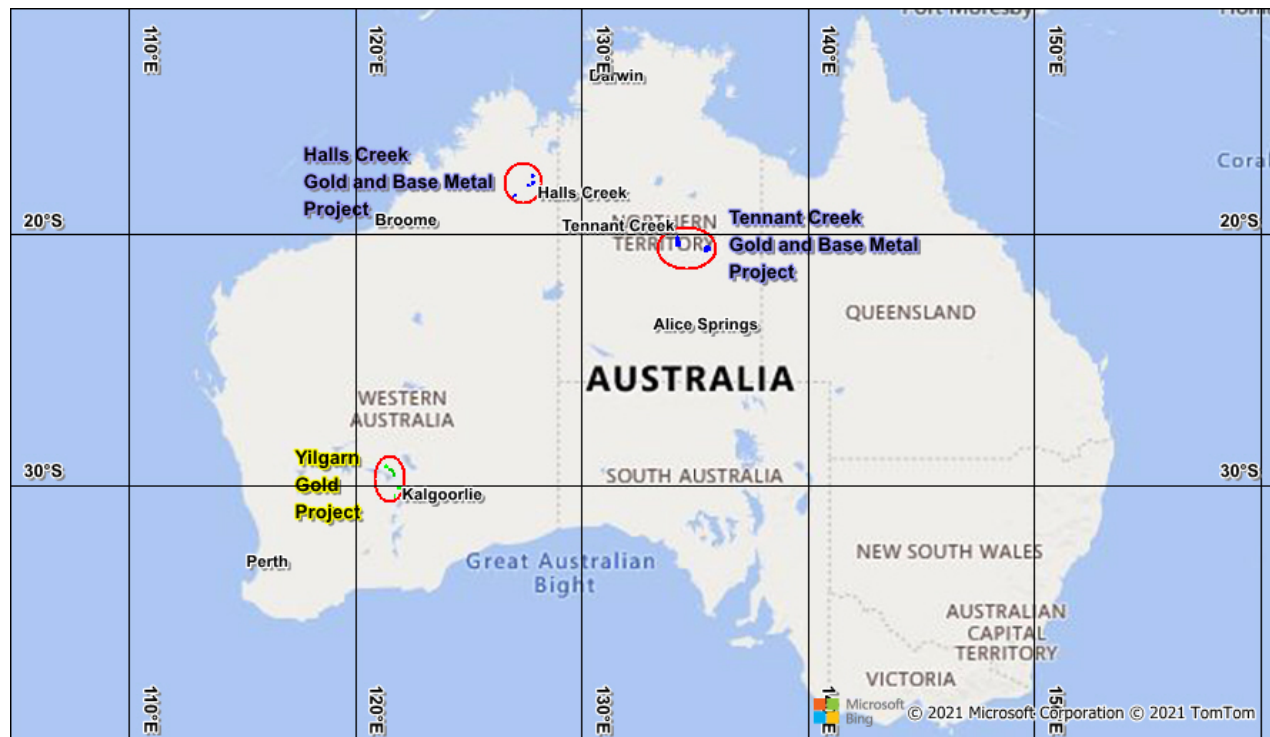 Port Moresby
110°E
120°E
130°E
140°E
150°E
Darwin
Halls Creek
Gold and Base Metal
Project
Halls Creek
Coral
20°S
Broome
Tennant Creek
NORTHERN
TERRITORY
Tennant Creek
Gold and Base Metal
Project
20°S
Alice Springs
QUEENSLAND
AUSTRALIA
WESTERN
AUSTRALIA
Yilgarn
Gold
Project
30°S
Kalgoorlie
SOUTH AUSTRALIA
30°S
Perth
Great Australian
Bight
NEW SOUTH WALES
AUSTRALIAN
CAPITAL
TERRITORY
VICTORIA
110°E
120°E
130°E
140°E
150°E
Microsoft
Bing
© 2021 Microsoft Corporation © 2021 TomTom